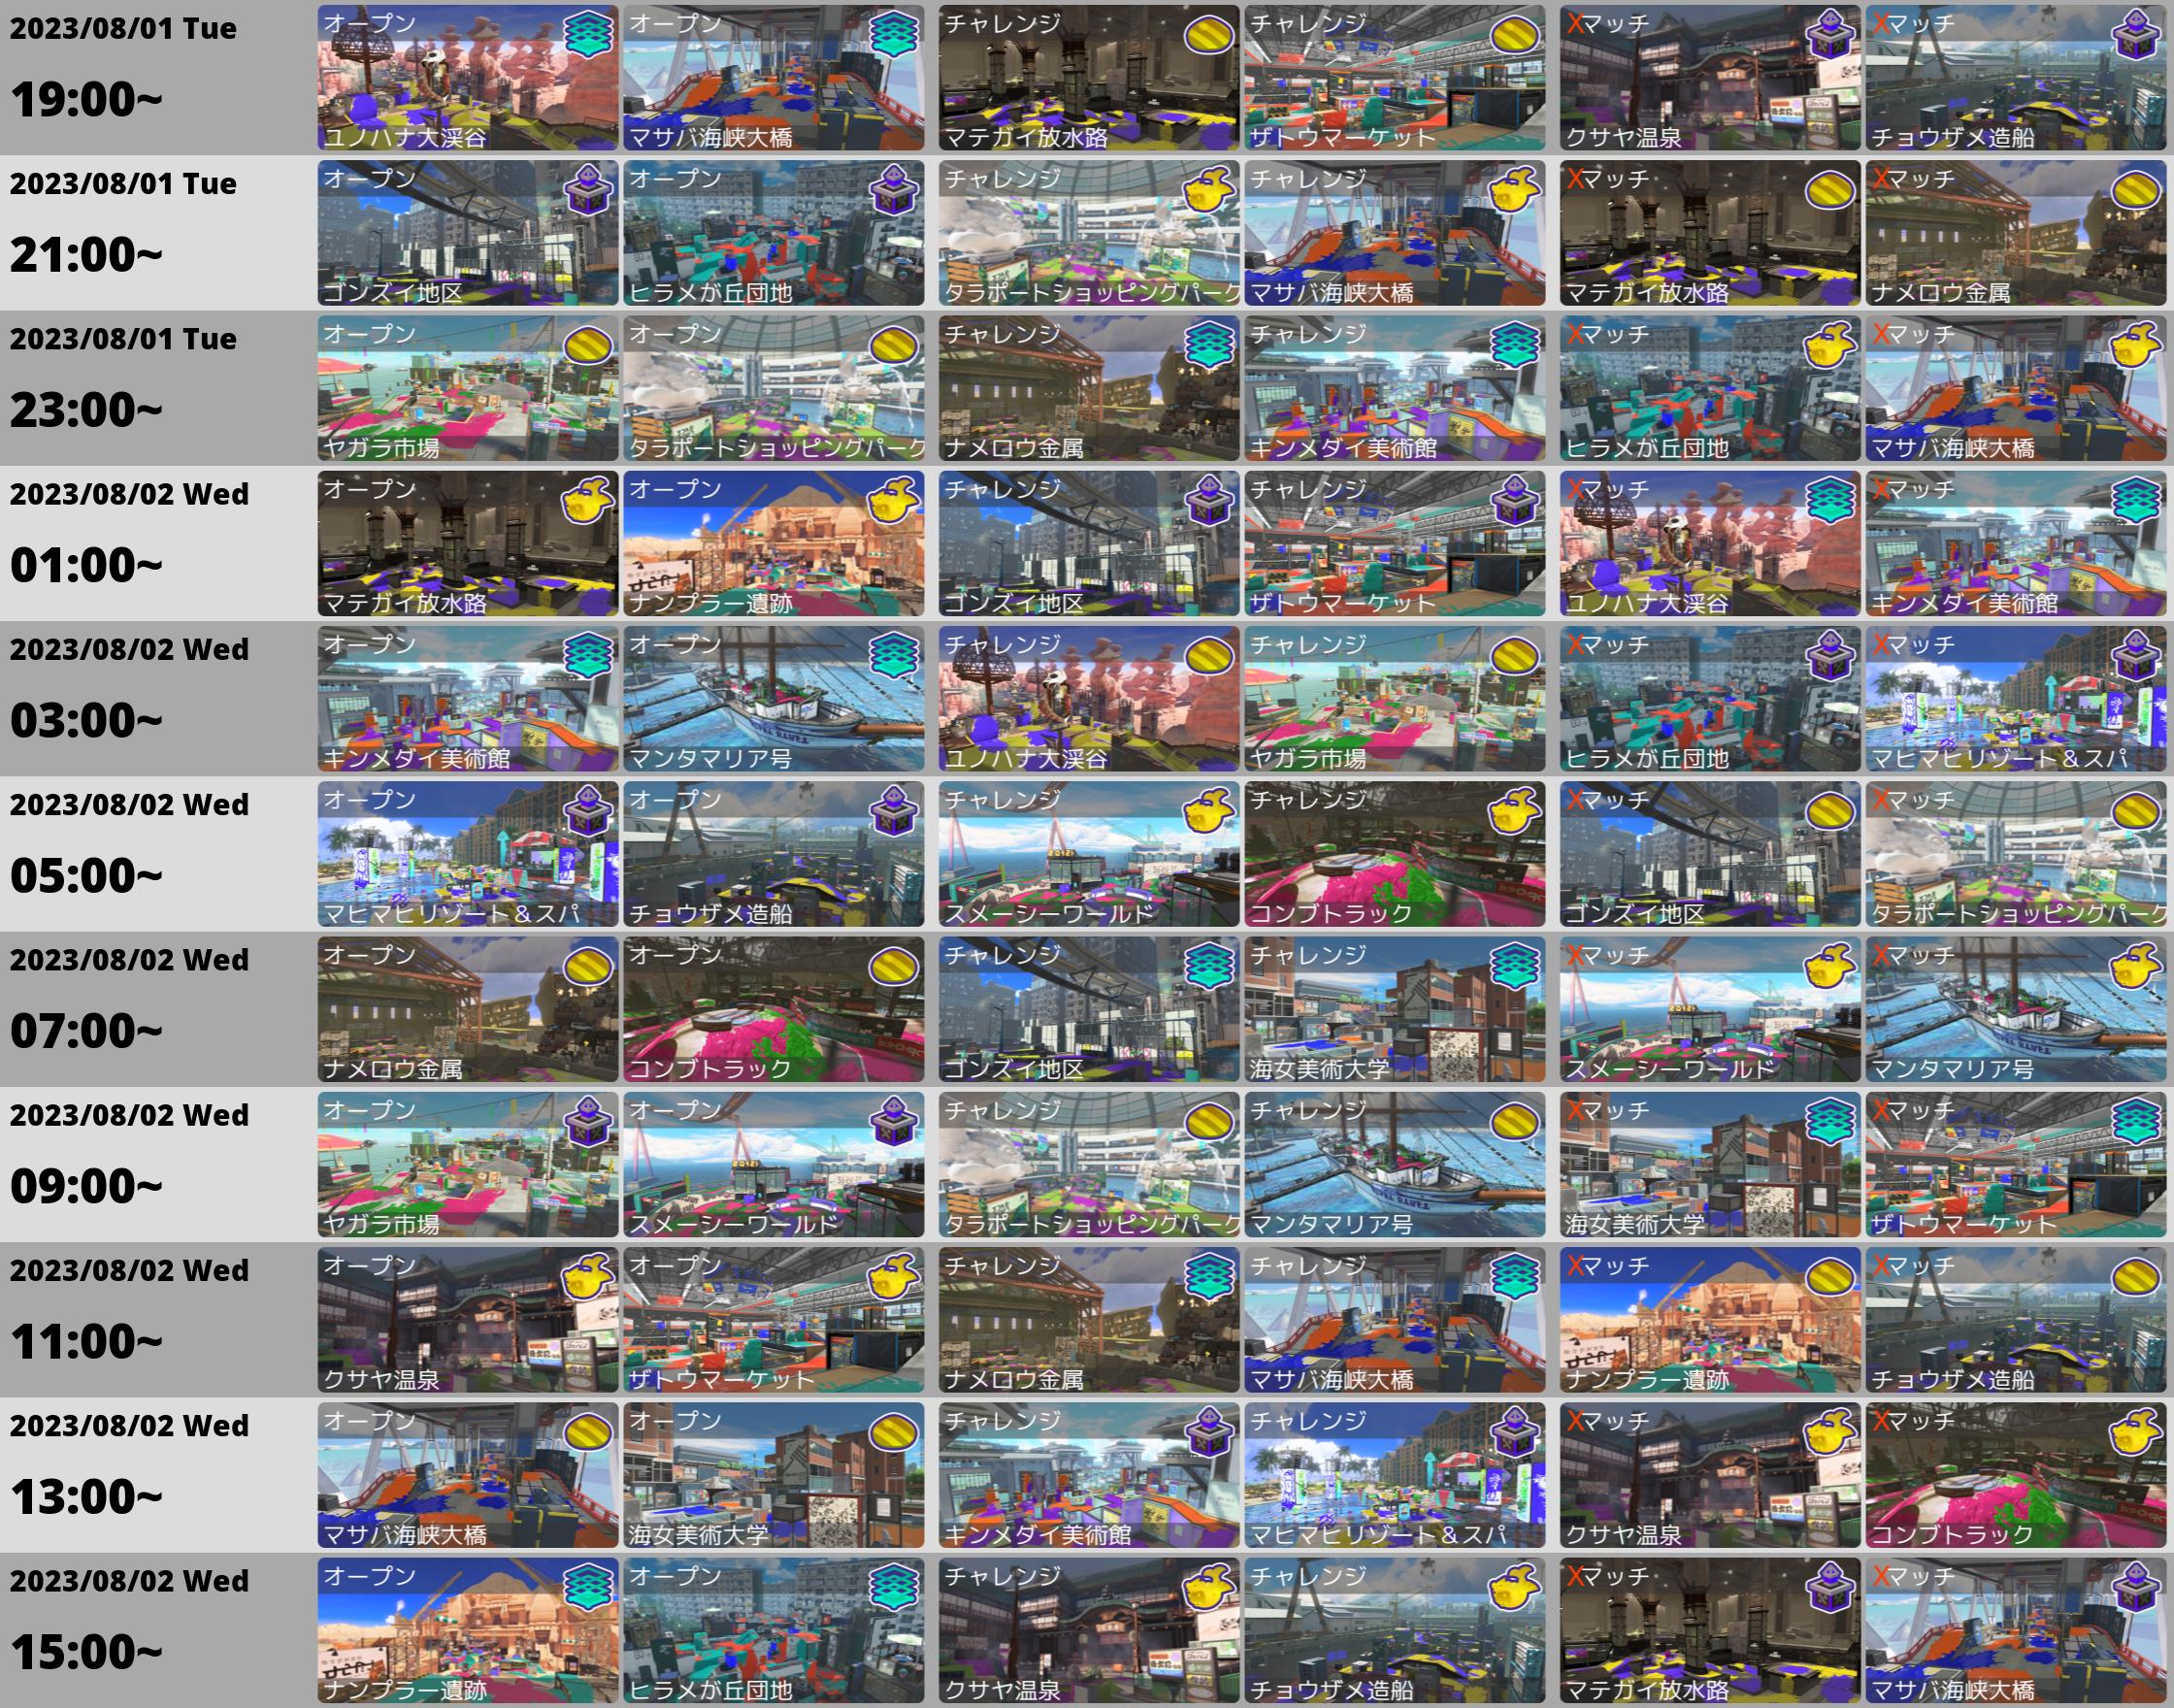 2023/08/01 Tue
19:00~
オープン オープン チャレンジ チャレンジ Xマッチ Xマッチ
ユノハナ大渓谷 マサバ海峡大橋 マテガイ放水路 ザトウマーケット クサヤ温泉 チョウザメ造船
2023/08/01 Tue
21:00~
オープン オープン チャレンジ チャレンジ Xマッチ Xマッチ
ゴンズイ地区 ヒラメが丘団地 タラポートショッピングパーク マサバ海峡大橋 マテガイ放水路 ナメロウ金属
2023/08/01 Tue
23:00~
オープン オープン チャレンジ チャレンジ Xマッチ Xマッチ
ヤガラ市場 タラポートショッピングパーク ナメロウ金属 キンメダイ美術館 ヒラメが丘団地 マサバ海峡大橋
2023/08/02 Wed
01:00~
オープン オープン チャレンジ チャレンジ Xマッチ Xマッチ
マテガイ放水路 ナンプラー遺跡 ゴンズイ地区 ザトウマーケット ユノハナ大渓谷 キンメダイ美術館
2023/08/02 Wed
03:00~
オープン オープン チャレンジ チャレンジ Xマッチ Xマッチ
キンメダイ美術館 マンタマリア号 ユノハナ大渓谷 ヤガラ市場 ヒラメが丘団地 マヒマヒリゾート&スパ
2023/08/02 Wed
05:00~
オープン オープン チャレンジ チャレンジ Xマッチ Xマッチ
マヒマヒリゾート&スパ チョウザメ造船 スメーシーワールド コンブトラック ゴンズイ地区 タラポートショッピングパーク
2023/08/02 Wed
07:00~
オープン オープン チャレンジ チャレンジ Xマッチ Xマッチ
ナメロウ金属 コンブトラック ゴンズイ地区 海女美術大学 スメーシーワールド マンタマリア号
2023/08/02 Wed
09:00~
オープン オープン チャレンジ チャレンジ Xマッチ Xマッチ
ヤガラ市場 スメーシーワールド タラポートショッピングパーク マンタマリア号 海女美術大学 ザトウマーケット
2023/08/02 Wed
11:00~
オープン オープン チャレンジ チャレンジ Xマッチ Xマッチ
クサヤ温泉 ザトウマーケット ナメロウ金属 マサバ海峡大橋 ナンプラー遺跡 チョウザメ造船
2023/08/02 Wed
13:00~
オープン オープン チャレンジ チャレンジ Xマッチ Xマッチ
マサバ海峡大橋 海女美術大学 キンメダイ美術館 マヒマヒリゾート&スパ クサヤ温泉 コンブトラック
2023/08/02 Wed
15:00~
オープン オープン チャレンジ チャレンジ Xマッチ Xマッチ
ナンプラー遺跡 ヒラメが丘団地 クサヤ温泉 チョウザメ造船 マテガイ放水路 マサバ海峡大橋